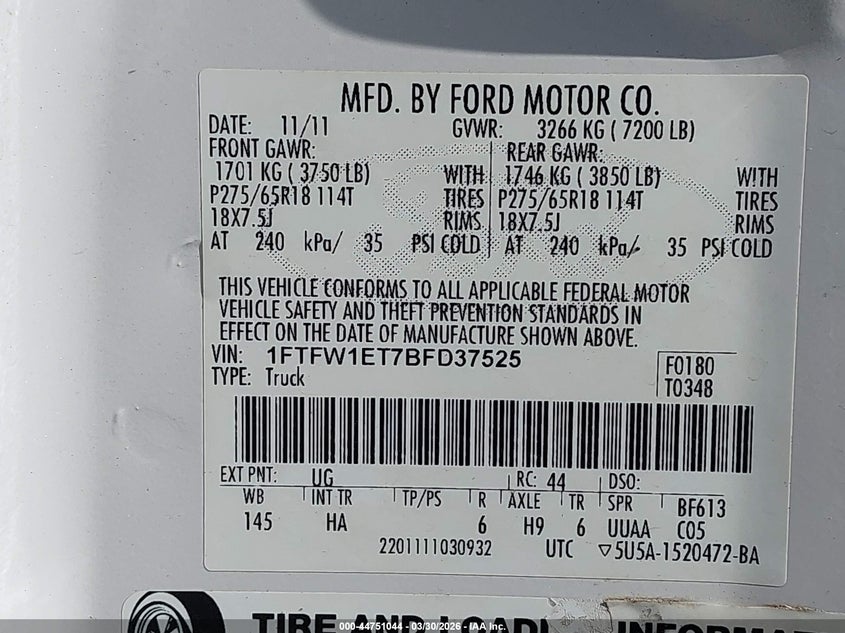 MFD. BY FORD MOTOR CO.
DATE: 11/11 GVWR: 3266 KG ( 7200 LB)
FRONT GAWR: REAR GAWR:
1701 KG ( 3750 LB) WITH 1746 KG ( 3850 LB) WITH
P275/65R18 114T TIRES P275/65R18 114T TIRES
18X7.5J RIMS 18X7.5J RIMS
AT 240 kPa/ 35 PSI COLD AT 240 kPa/ 35 PSI COLD
THIS VEHICLE CONFORMS TO ALL APPLICABLE FEDERAL MOTOR
VEHICLE SAFETY AND THEFT PREVENTION STANDARDS IN
EFFECT ON THE DATE OF MANUFACTURE SHOWN ABOVE.
VIN: 1FTFW1ET7BFD37525
TYPE: Truck
F0180
T0348
EXT PNT: UG RC: 44 DSO:
WB INT TR TP/PS R AXLE TR SPR BF613
145 HA 6 H9 6 UUAA C05
2201111030932 UTC ▽5U5A-1520472-BA
TIRE AND LOADI INFORM
000-44751044 - 03/30/2026 - IAA Inc.